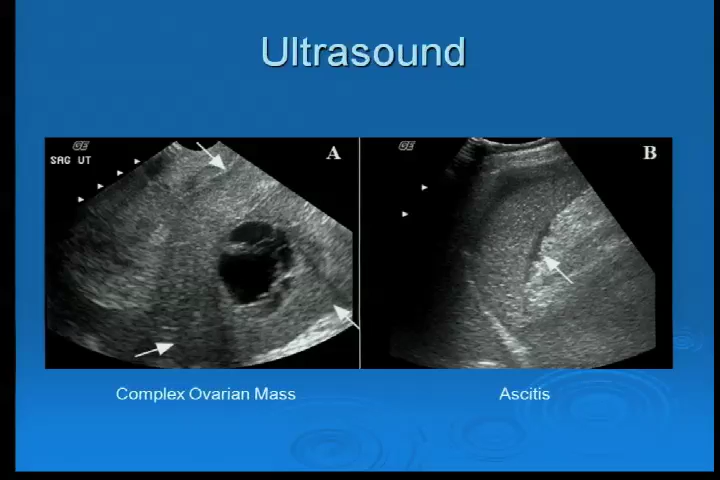 Ultrasound
GE
SAG UT
A
GE
B
Complex Ovarian Mass
Ascitis